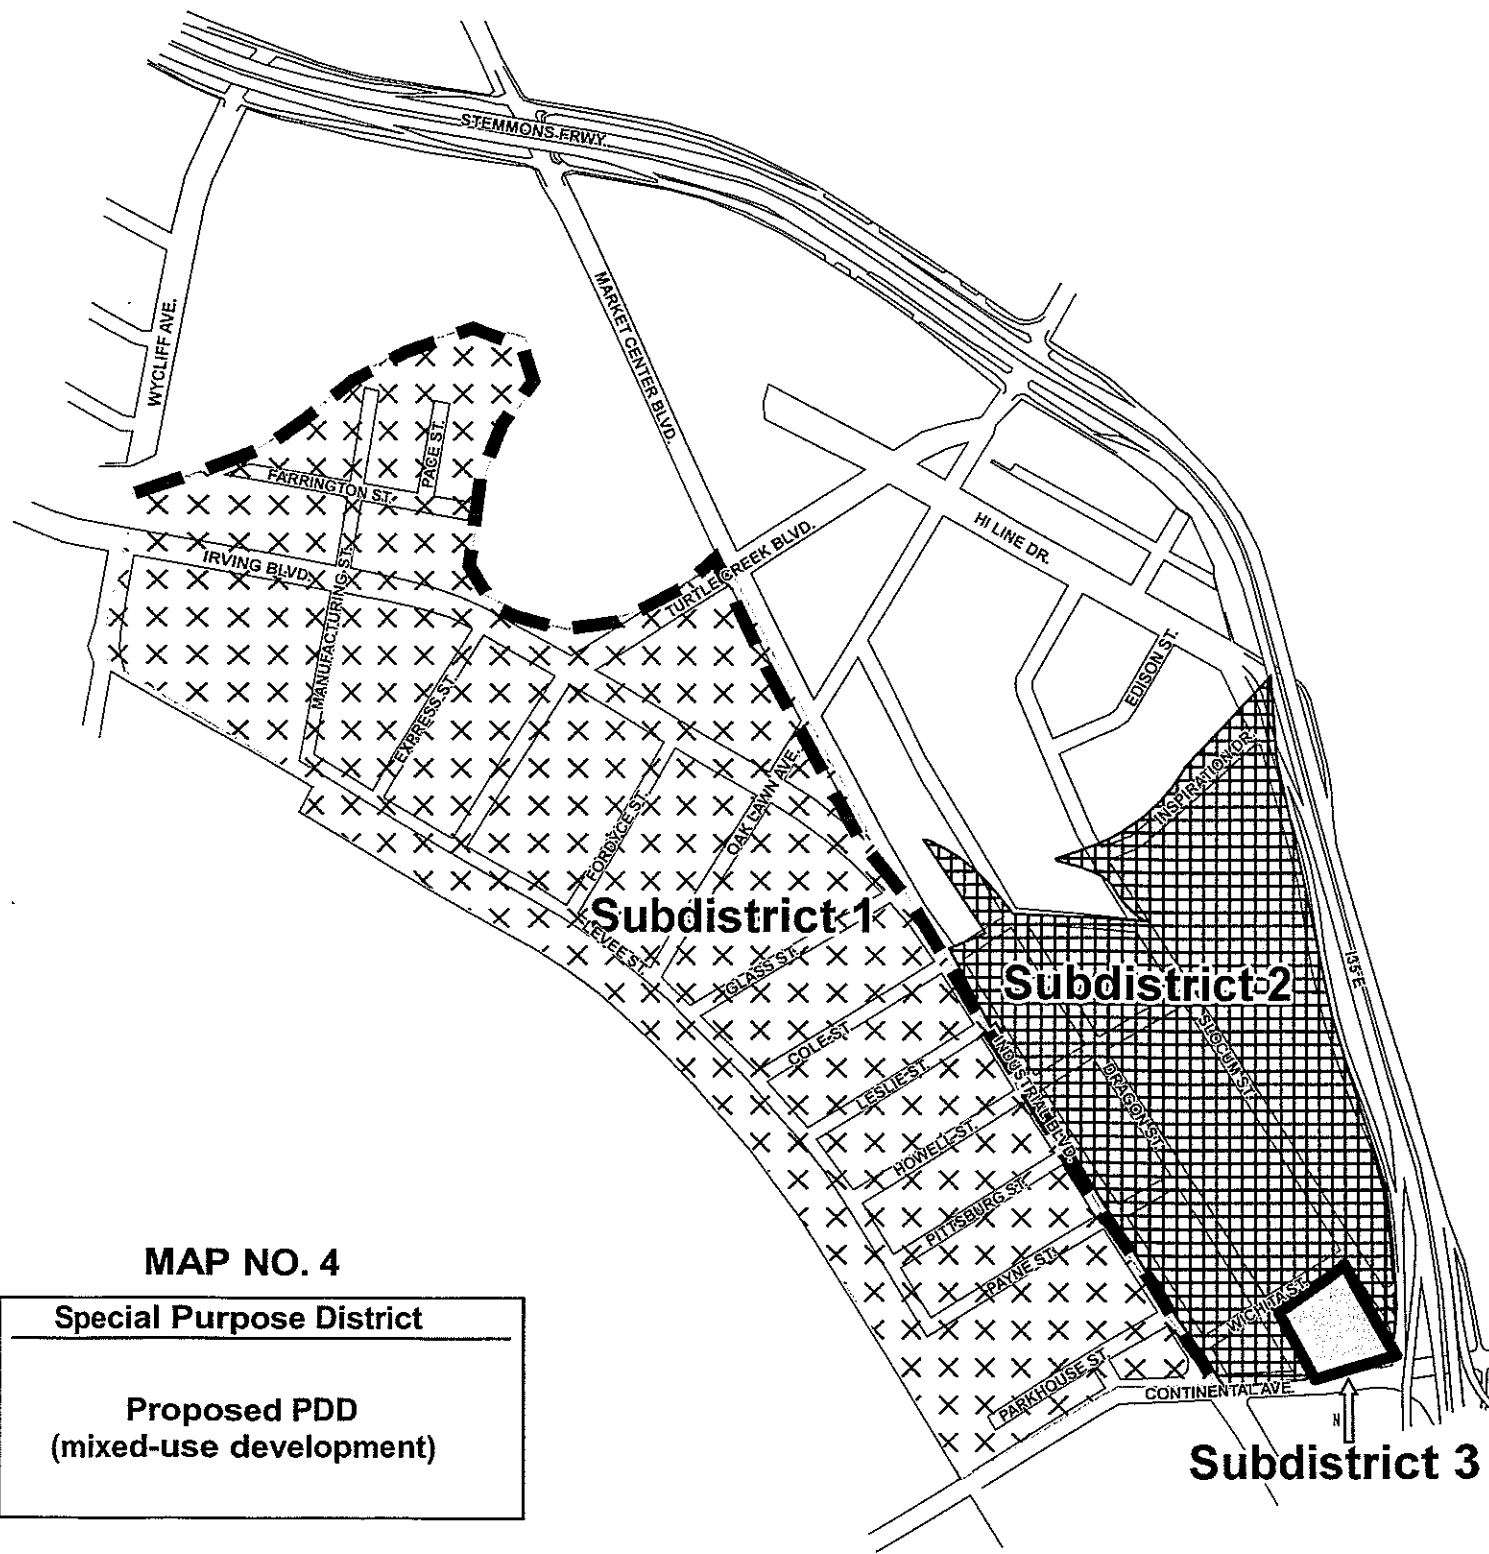 STEMMONS FRWY.
MARKET CENTER BLVD.
WYCLIFF AVE.
PACE ST.
FARRINGTON ST.
HI LINE DR.
TURTLE CREEK BLVD.
IRVING BLVD.
MANUFACTURING ST.
EDISON ST.
EXPRESS ST.
INSPIRATION DR.
OAK LAWN AVE.
FORDYCE ST.
Subdistrict 1
LEVEE ST.
GLASS ST.
I35 E
Subdistrict 2
SLOCUM ST.
COLE ST.
INDUSTRIAL BLVD.
DRAGON ST.
LESLIE ST.
HOWELL ST.
PITTSBURG ST.
PAYNE ST.
WICHITA ST.
PARKHOUSE ST.
CONTINENTAL AVE.
N
Subdistrict 3
MAP NO. 4
Special Purpose District
Proposed PDD
(mixed-use development)